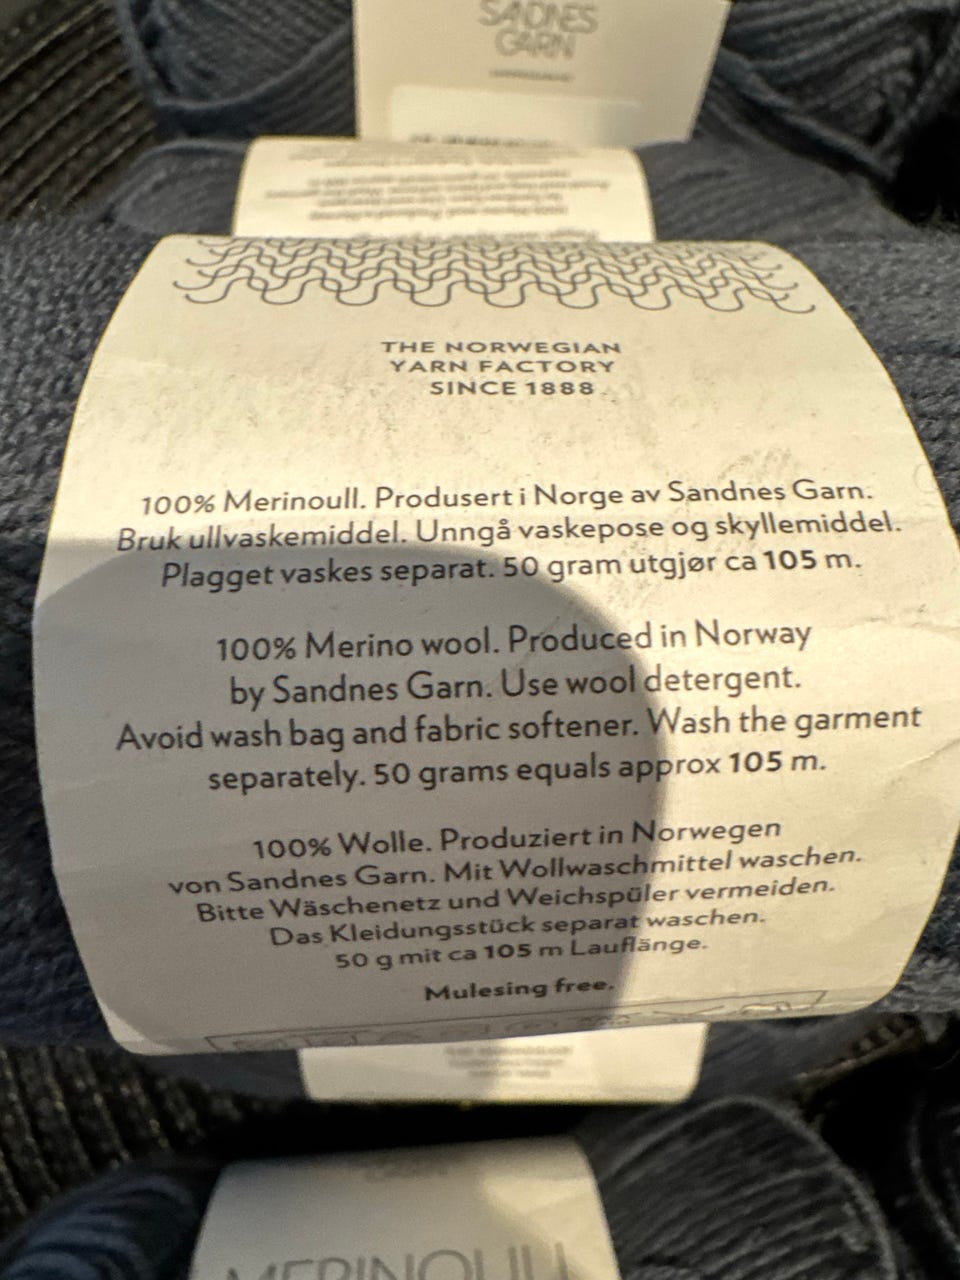 SANDNES
GARN
THE NORWEGIAN
YARN FACTORY
SINCE 1888
100% Merinoull. Produsert i Norge av Sandnes Garn.
Bruk ullvaskemiddel. Unngå vaskepose og skyllemiddel.
Plagget vaskes separat. 50 gram utgjør ca 105 m.
100% Merino wool. Produced in Norway
by Sandnes Garn. Use wool detergent.
Avoid wash bag and fabric softener. Wash the garment
separately. 50 grams equals approx 105 m.
100% Wolle. Produziert in Norwegen
von Sandnes Garn. Mit Wollwaschmittel waschen.
Bitte Wäschenetz und Weichspüler vermeiden.
Das Kleidungsstück separat waschen.
50 g mit ca 105 m Lauflänge.
Mulesing free.
MERINOULL